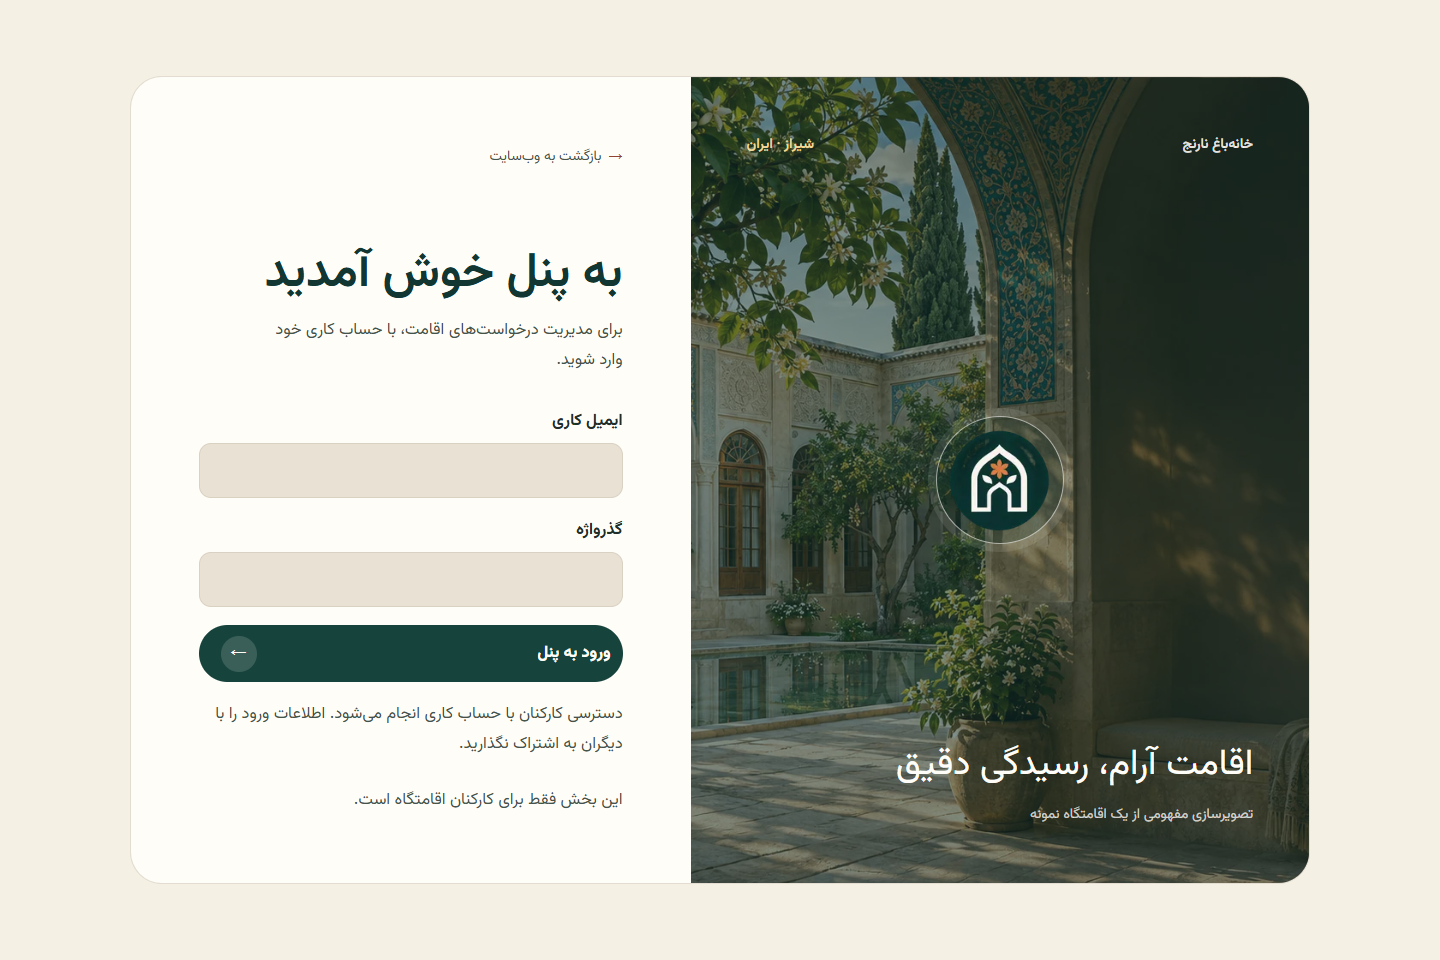 خانه‌باغ نارنج
شیراز · ایران
اقامت آرام، رسیدگی دقیق
تصویرسازی مفهومی از یک اقامتگاه نمونه
→ بازگشت به وب‌سایت
به پنل خوش آمدید
برای مدیریت درخواست‌های اقامت، با حساب کاری خود
وارد شوید.
ایمیل کاری
گذرواژه
ورود به پنل ←
دسترسی کارکنان با حساب کاری انجام می‌شود. اطلاعات ورود را با
دیگران به اشتراک نگذارید.
این بخش فقط برای کارکنان اقامتگاه است.